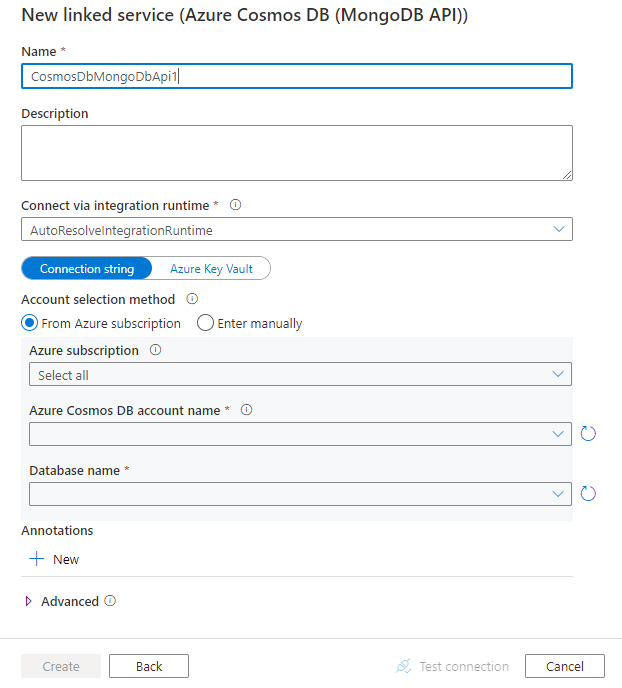 New linked service (Azure Cosmos DB (MongoDB API))
Name *
CosmosDbMongoDbApi1
Description
Connect via integration runtime *
AutoResolveIntegrationRuntime
Connection string Azure Key Vault
Account selection method
From Azure subscription Enter manually
Azure subscription
Select all
Azure Cosmos DB account name *
Database name *
Annotations
New
Advanced
Create Back Test connection Cancel